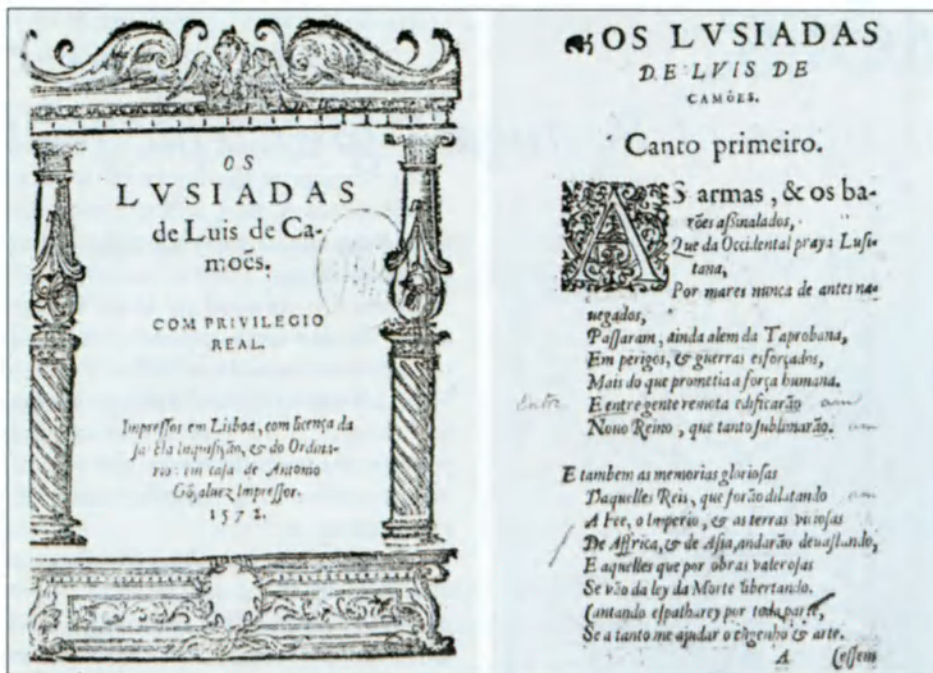 OS
LVSIADAS
de Luis de Ca-
moẽs.
COM PRIVILEGIO
REAL.
Impressor em Lisboa, com licença da
Inquisição, & do Ordina-
rio: em casa de Antonio
Gõçaluez Impressor.
1572.
OS LVSIADAS
DE LVIS DE
CAMÕES.
Canto primeiro.
AS armas, & os ba-
rões aßinalados,
Que da Occidental praya Lusi-
tana,
Por mares nunca de antes na-
uegados,
Paſſaram, ainda alem da Taprobana,
Em perigos, & guerras esforçados,
Mais do que prometia a força humana.
Entre
E entre gente remota edificarão
Nouo Reino, que tanto ſublimarão.
E tambem as memorias glorioſas
Daquelles Reis, que forão dilatando
A Fee, o Imperio, & as terras vicioſas
De Affrica, & de Aſia, andarão deuaſtando,
E aquelles que por obras valeroſas
Se vão da ley da Morte libertando.
Cantando eſpalharey por toda parte,
Se a tanto me ajudar o engenho & arte.
A (eſſem